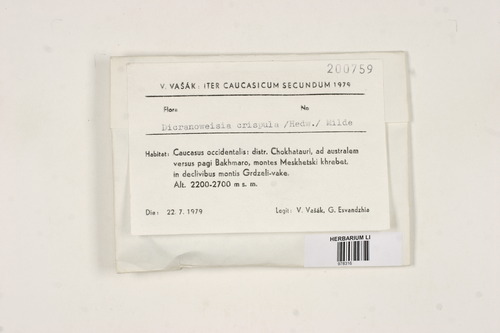 200759
V. VAŠÁK: ITER CAUCASICUM SECUNDUM 1979
Flora No
Dicranoweisia crispula /Hedw./ Milde
Habitat: Caucasus occidentalis: distr. Chokhatauri, ad australem
versus pagi Bakhmaro, montes Meskhetski khrebet,
in declivibus montis Grdzeli-vake.
Alt. 2200-2700 m s. m.
Die: 22. 7. 1979 Legit: V. Vašák, G. Esvandzhia
HERBARIUM LI